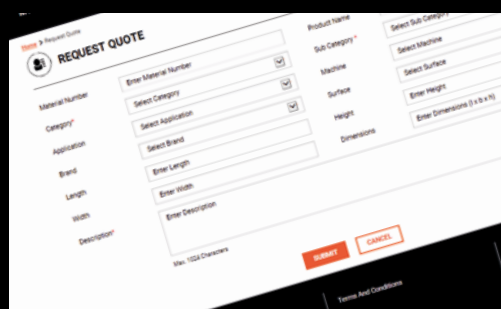 Home > Request Quote
REQUEST QUOTE
Material Number
Enter Material Number
Category*
Select Category
Application
Select Application
Brand
Select Brand
Length
Enter Length
Width
Enter Width
Description*
Enter Description
Max. 1024 Characters
Product Name
Sub Category*
Select Sub Category
Machine
Select Machine
Surface
Select Surface
Height
Enter Height
Dimensions
Enter Dimensions (l x b x h)
SUBMIT
CANCEL
Terms And Conditions